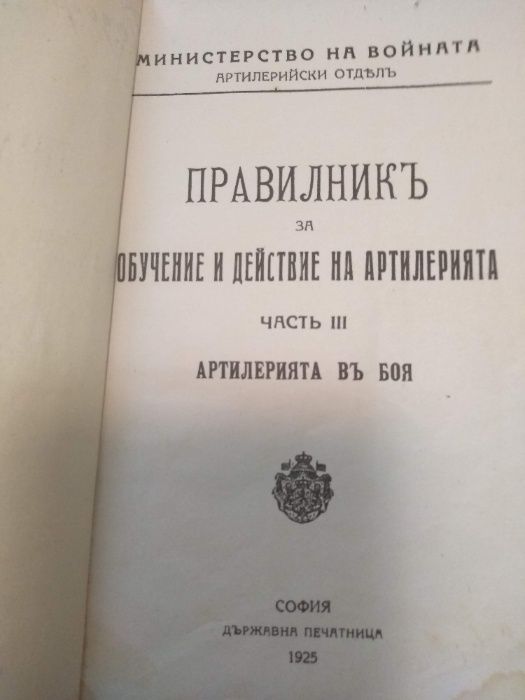 МИНИСТЕРСТВО НА ВОЙНАТА
АРТИЛЕРИЙСКИ ОТДѢЛЪ
ПРАВИЛНИКЪ
ЗА
ОБУЧЕНИЕ И ДЕЙСТВИЕ НА АРТИЛЕРИЯТА
ЧАСТЬ III
АРТИЛЕРИЯТА ВЪ БОЯ
СОФИЯ
ДЪРЖАВНА ПЕЧАТНИЦА
1925